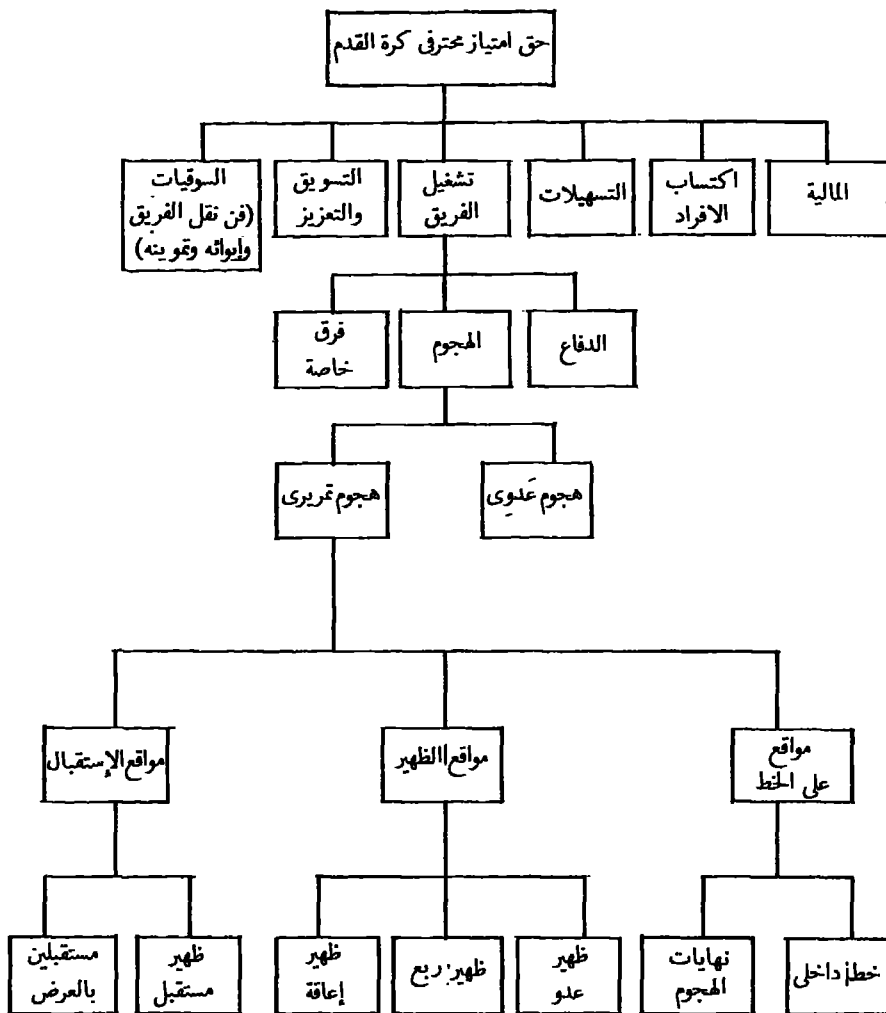 حق امتياز محترفى كرة القدم
المالية
اكتساب
الافراد
التسهيلات
تشغيل
الفريق
التسويق
والتعزيز
السوقيات
(فن نقل الفريق
وإيوائه وتموينه)
الدفاع
الهجوم
فرق
خاصة
هجوم عَدوِى
هجوم تمريرى
مواقع
على الخط
مواقع الظهير
مواقع الإستقبال
خط داخلى
نهايات
الهجوم
ظهير
عدو
ظهير ربع
ظهير
إعاقة
ظهير
مستقبل
مستقبلين
بالعرض